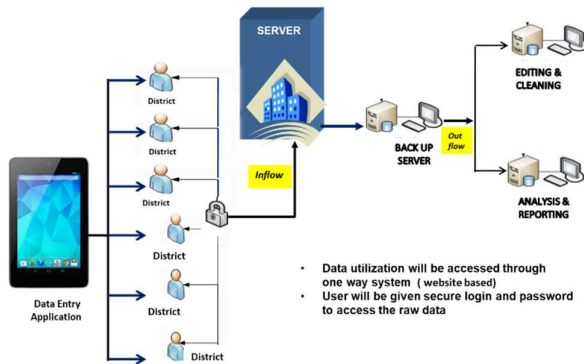 SERVER
District
District
District
District
District
District
Data Entry
Application
Inflow
BACK UP
SERVER
Out
flow
EDITING &
CLEANING
ANALYSIS &
REPORTING
• Data utilization will be accessed through
one way system ( website based)
• User will be given secure login and password
to access the raw data